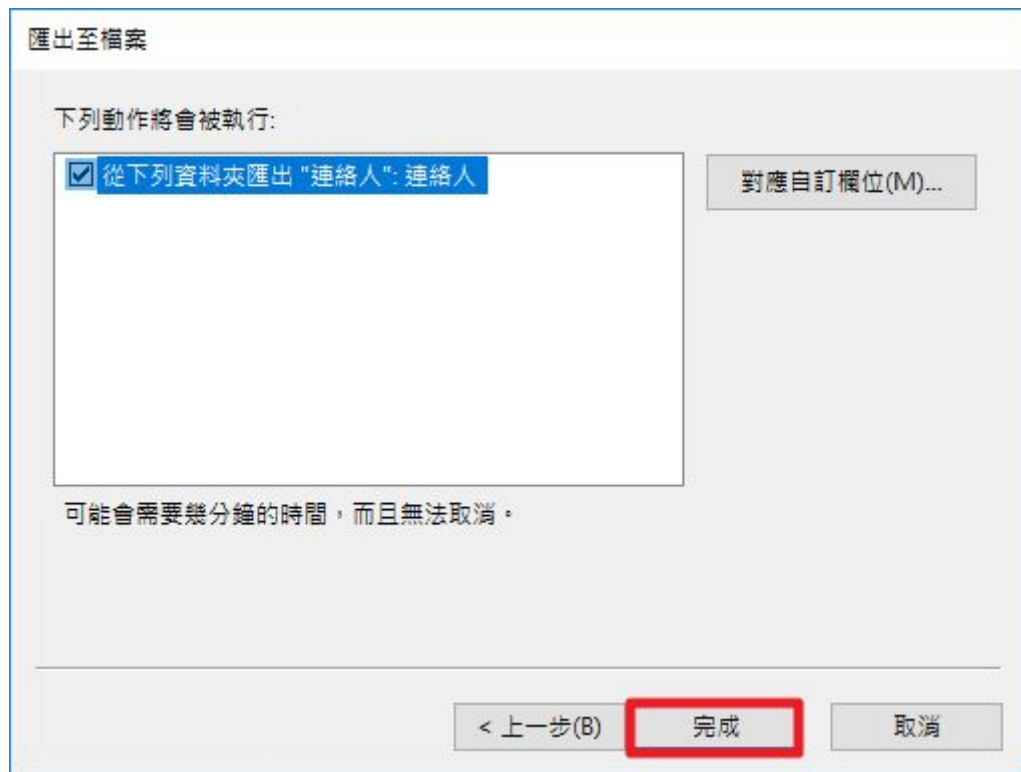 匯出至檔案
下列動作將會被執行:
從下列資料夾匯出 "連絡人": 連絡人
對應自訂欄位(M)...
可能會需要幾分鐘的時間，而且無法取消。
< 上一步(B)
完成
取消